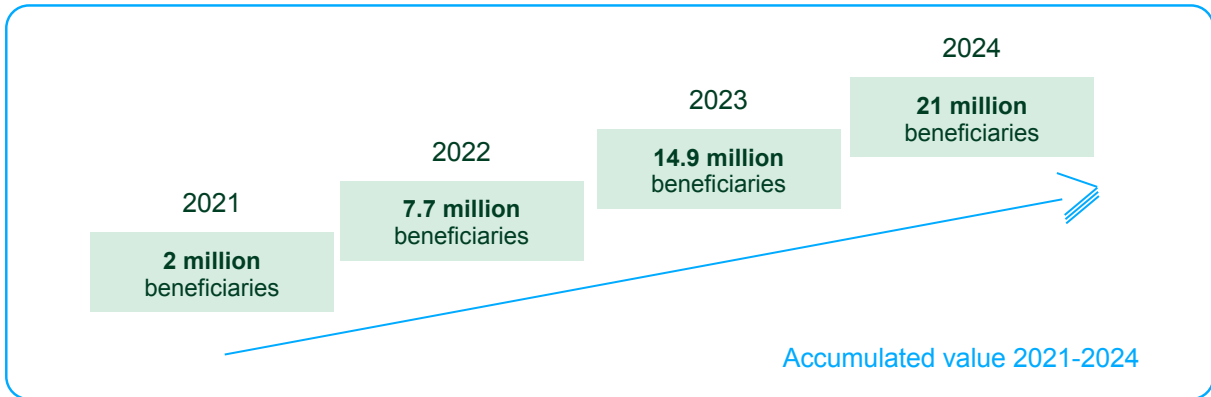 2021
2 million
beneficiaries
2022
7.7 million
beneficiaries
2023
14.9 million
beneficiaries
2024
21 million
beneficiaries
Accumulated value 2021-2024